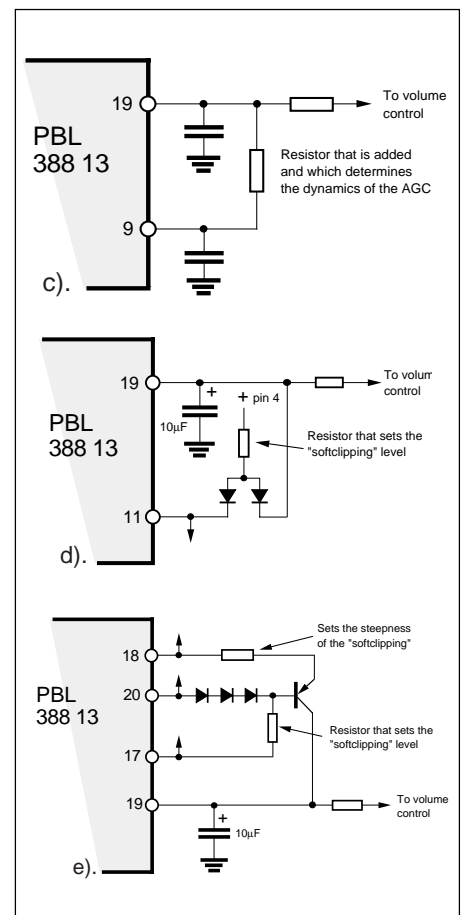 19
To volume
control
PBL
388 13
Resistor that is added
and which determines
the dynamics of the AGC
9
c).
19
To volum
control
+
+ pin 4
PBL
388 13
10µF
Resistor that sets the
"softclipping" level
11
d).
Sets the steepness
of the "softclipping"
18
20
PBL
388 13
Resistor that sets the
"softclipping" level
17
19
To volume
control
+
10µF
e).